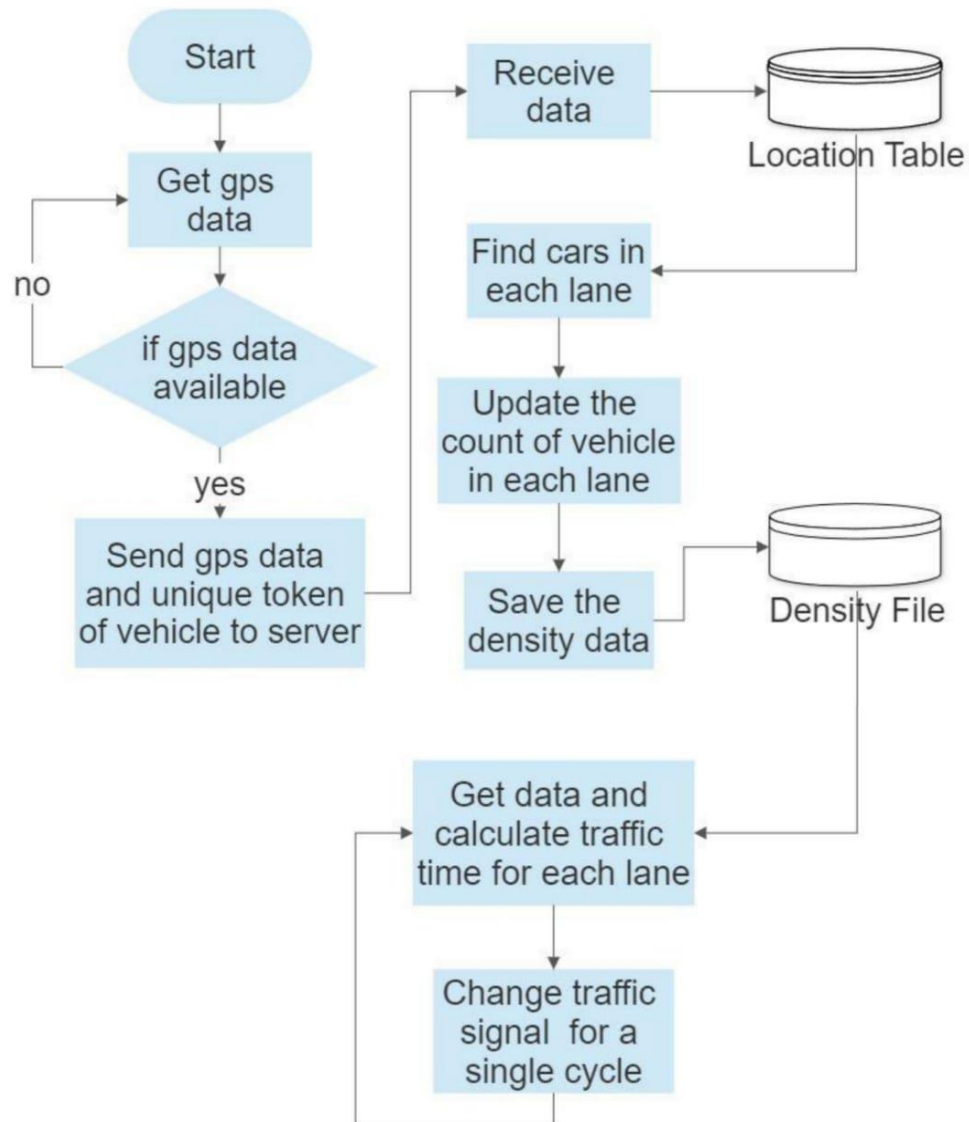 Start
Get gps
data
no
if gps data
available
yes
Send gps data
and unique token
of vehicle to server
Receive
data
Location Table
Find cars in
each lane
Update the
count of vehicle
in each lane
Save the
density data
Density File
Get data and
calculate traffic
time for each lane
Change traffic
signal for a
single cycle